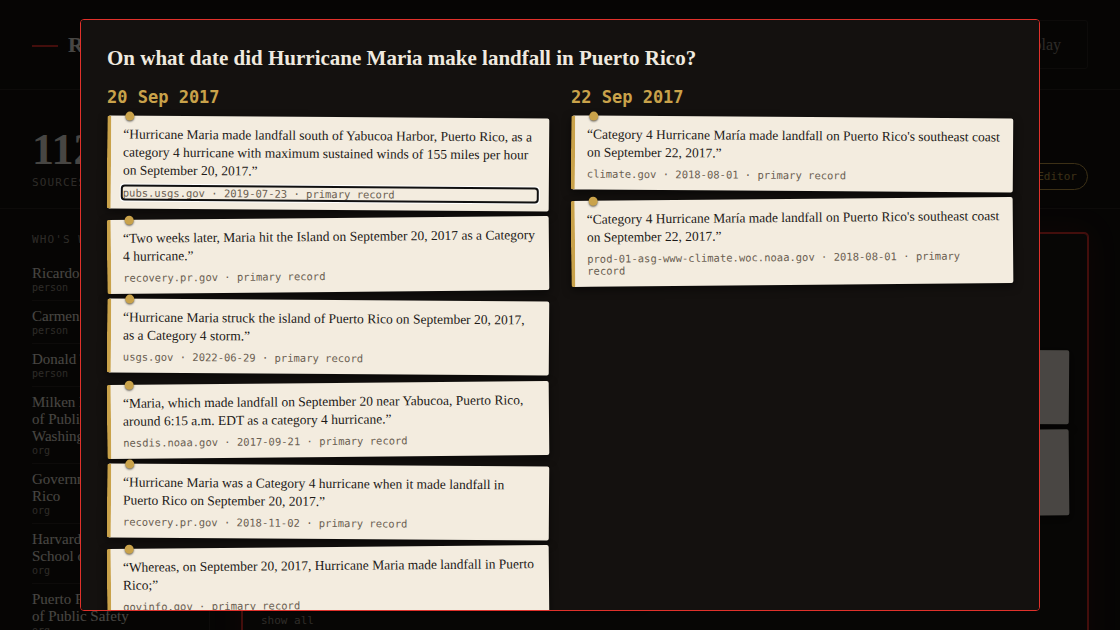 On what date did Hurricane Maria make landfall in Puerto Rico?
20 Sep 2017
“Hurricane Maria made landfall south of Yabucoa Harbor, Puerto Rico, as a
category 4 hurricane with maximum sustained winds of 155 miles per hour
on September 20, 2017.”
pubs.usgs.gov · 2019-07-23 · primary record
“Two weeks later, Maria hit the Island on September 20, 2017 as a Category
4 hurricane.”
recovery.pr.gov · primary record
“Hurricane Maria struck the island of Puerto Rico on September 20, 2017,
as a Category 4 storm.”
usgs.gov · 2022-06-29 · primary record
“Maria, which made landfall on September 20 near Yabucoa, Puerto Rico,
around 6:15 a.m. EDT as a category 4 hurricane.”
nesdis.noaa.gov · 2017-09-21 · primary record
“Hurricane Maria was a Category 4 hurricane when it made landfall in
Puerto Rico on September 20, 2017.”
recovery.pr.gov · 2018-11-02 · primary record
“Whereas, on September 20, 2017, Hurricane Maria made landfall in Puerto
Rico;”
govinfo.gov · primary record
22 Sep 2017
“Category 4 Hurricane María made landfall on Puerto Rico's southeast coast
on September 22, 2017.”
climate.gov · 2018-08-01 · primary record
“Category 4 Hurricane María made landfall on Puerto Rico's southeast coast
on September 22, 2017.”
prod-01-asg-www-climate.woc.noaa.gov · 2018-08-01 · primary
record
112
WHO'S
Ricardo
person
Carmen
person
Donald
person
Milken
of Publi
Washing
org
Governm
Rico
org
Harvard
School
org
Puerto
of Public Safety
Editor
show all